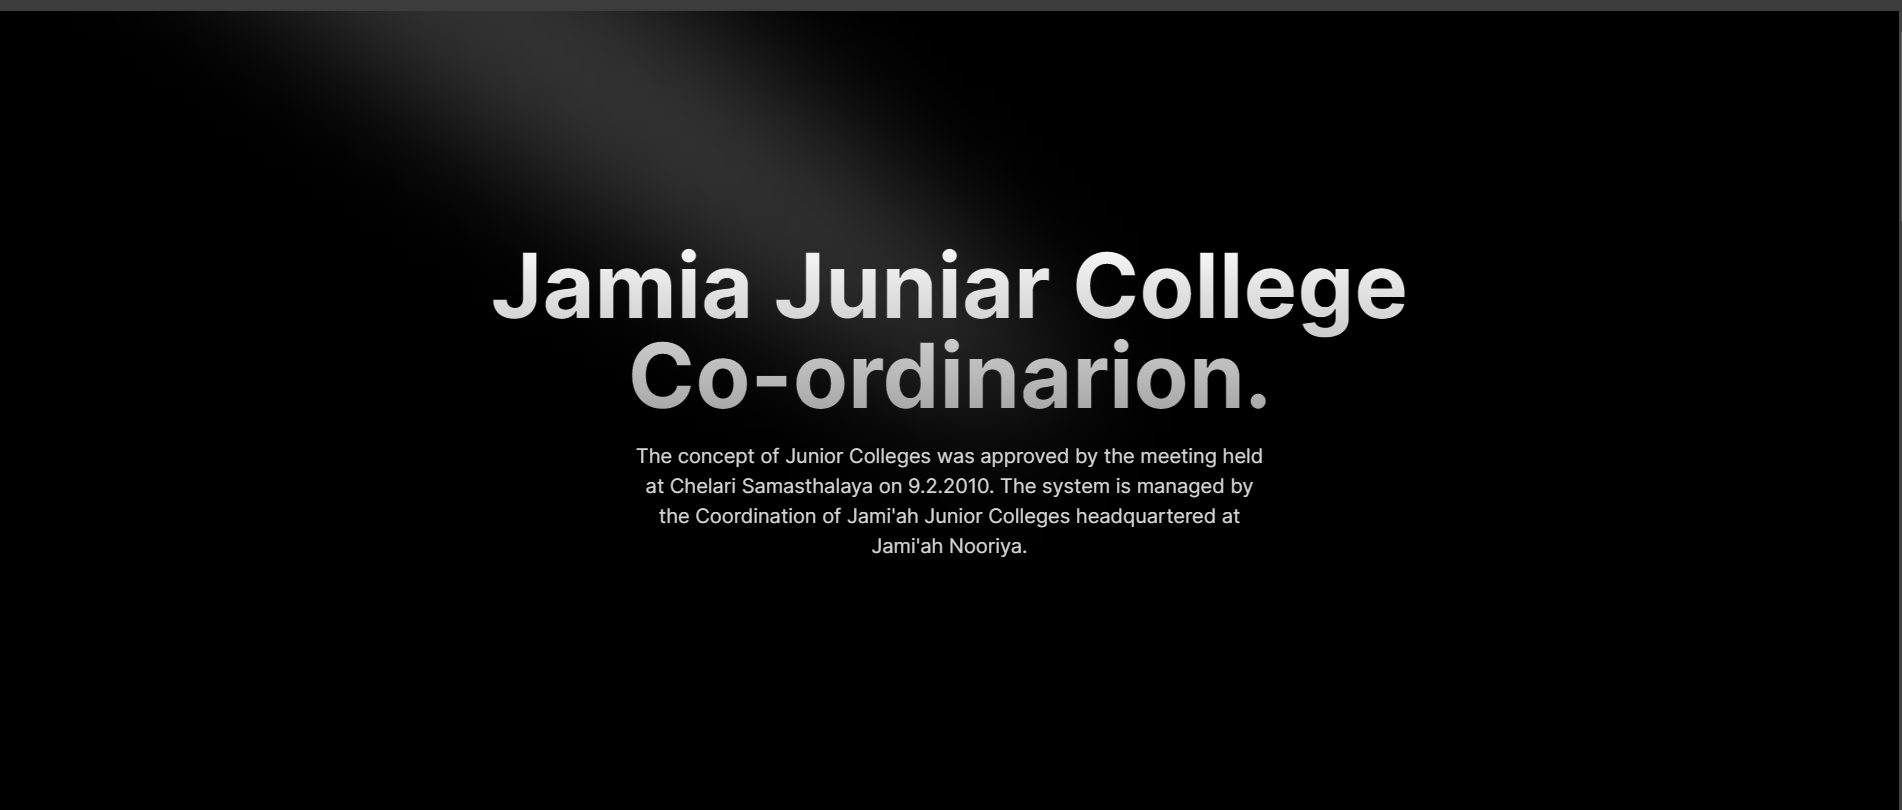 Jamia Juniar College
Co-ordinarion.
The concept of Junior Colleges was approved by the meeting held
at Chelari Samasthalaya on 9.2.2010. The system is managed by
the Coordination of Jami'ah Junior Colleges headquartered at
Jami'ah Nooriya.